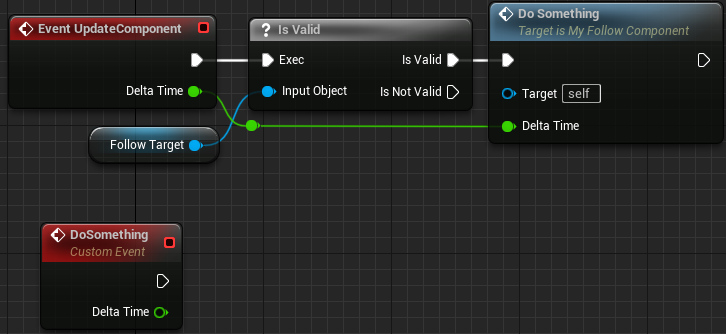 Event UpdateComponent
Delta Time
? Is Valid
Exec
Is Valid
Input Object
Is Not Valid
Do Something
Target is My Follow Component
Target self
Delta Time
Follow Target
DoSomething
Custom Event
Delta Time